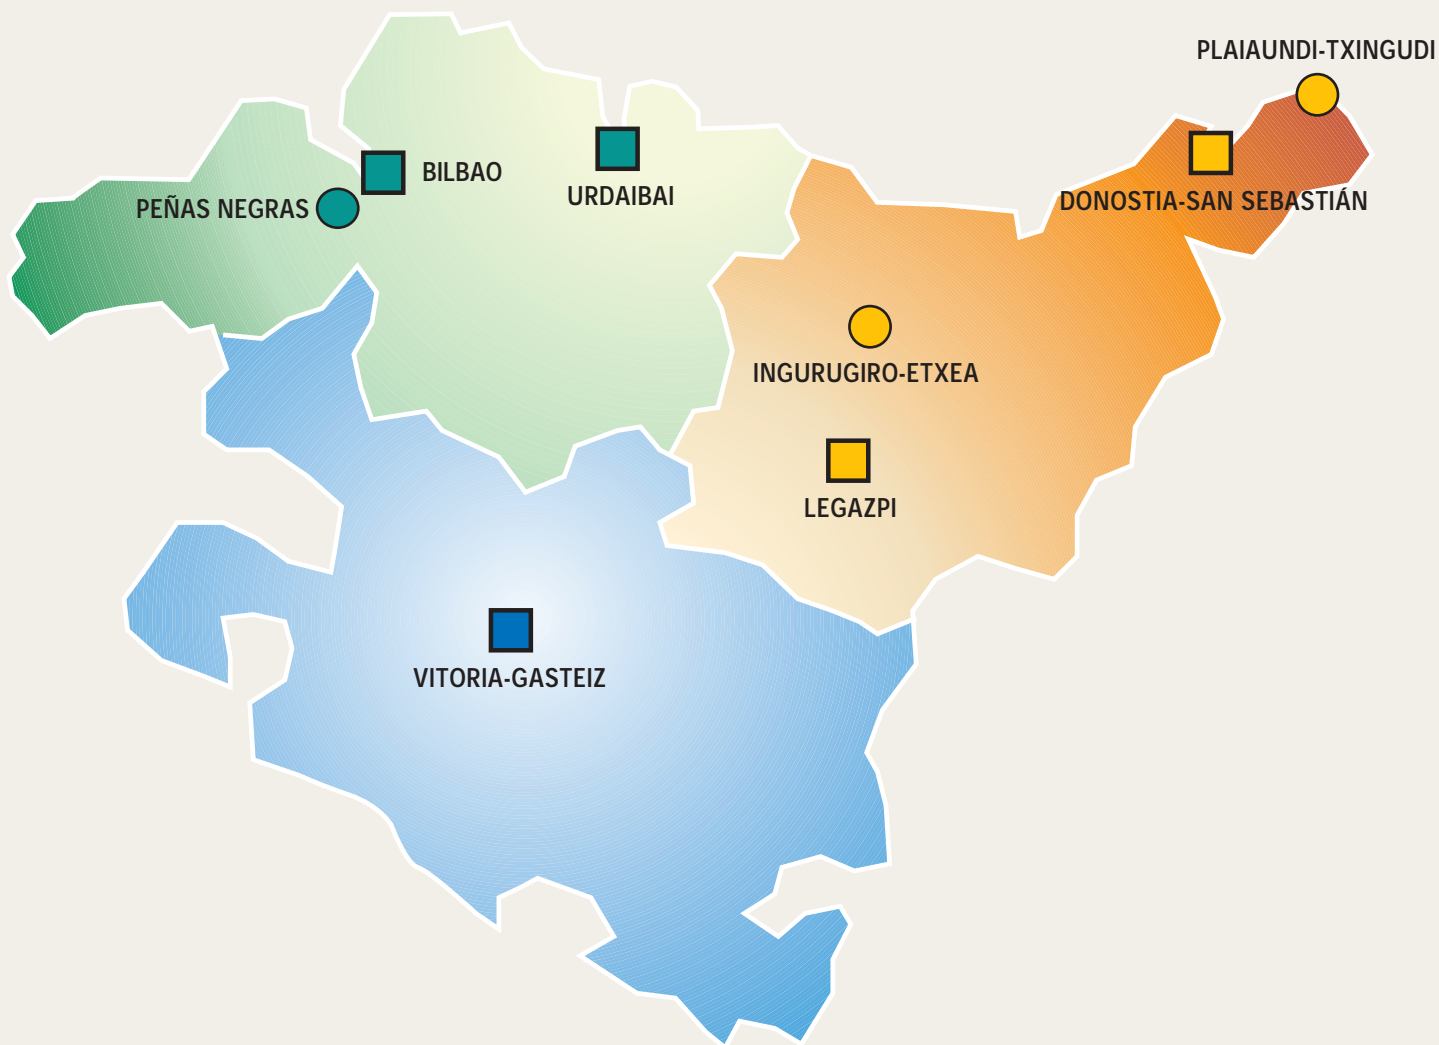 PLAIAUNDI-TXINGUDI
BILBAO
URDAIBAI
PEÑAS NEGRAS
DONOSTIA-SAN SEBASTIÁN
INGURUGIRO-ETXEA
LEGAZPI
VITORIA-GASTEIZ